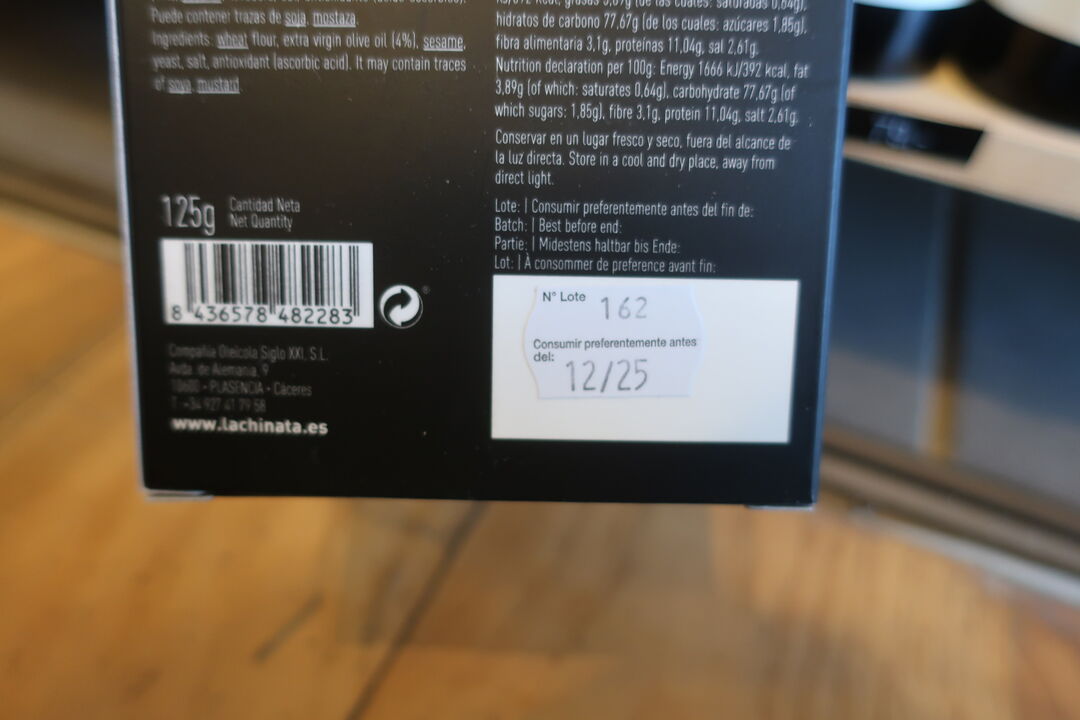 Puede contener trazas de soja, mostaza.
Ingredients: wheat flour, extra virgin olive oil (4%), sesame,
yeast, salt, antioxidant (ascorbic acid). It may contain traces
of soya, mustard.
125g
Cantidad Neta
Net Quantity
8 436578 482283
Compañía Oleícola Siglo XXI, S.L.
Avda. de Alemania, 9
10600 - PLASENCIA - Cáceres
T: +34 927 41 79 58
www.lachinata.es
hidratos de carbono 77,67g (de los cuales: azúcares 1,85g),
fibra alimentaria 3,1g, proteínas 11,04g, sal 2,61g.
Nutrition declaration per 100g: Energy 1666 kJ/392 kcal, fat
3,89g (of which: saturates 0,64g), carbohydrate 77,67g (of
which sugars: 1,85g), fibre 3,1g, protein 11,04g, salt 2,61g.
Conservar en un lugar fresco y seco, fuera del alcance de
la luz directa. Store in a cool and dry place, away from
direct light.
Lote: | Consumir preferentemente antes del fin de:
Batch: | Best before end:
Partie: | Midestens haltbar bis Ende:
Lot: | À consommer de preference avant fin:
N° Lote 162
Consumir preferentemente antes
del: 12/25